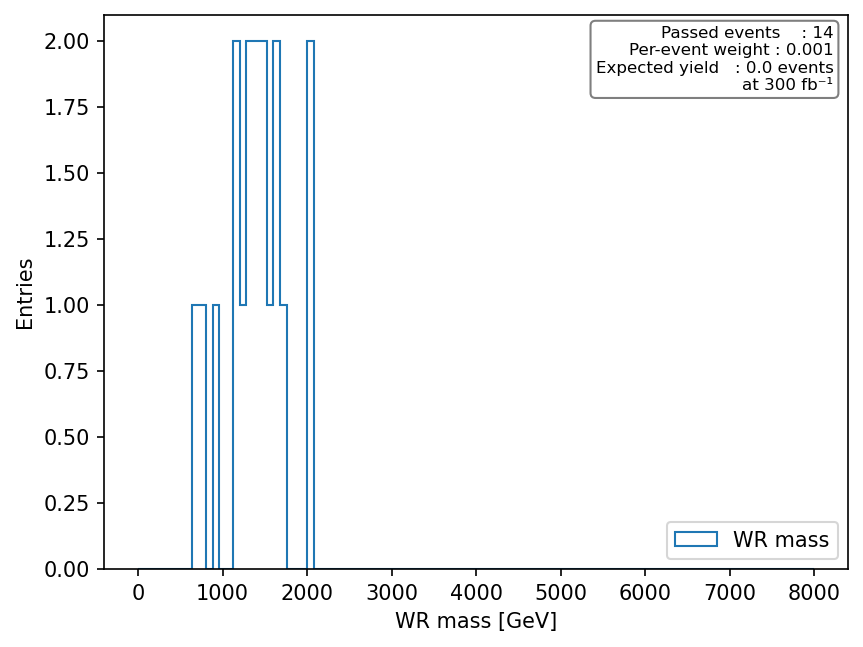 2.00
1.75
1.50
1.25
1.00
0.75
0.50
0.25
0.00
Entries
Passed events    : 14
Per-event weight : 0.001
Expected yield   : 0.0 events
at 300 fb⁻¹
WR mass
0 1000 2000 3000 4000 5000 6000 7000 8000
WR mass [GeV]